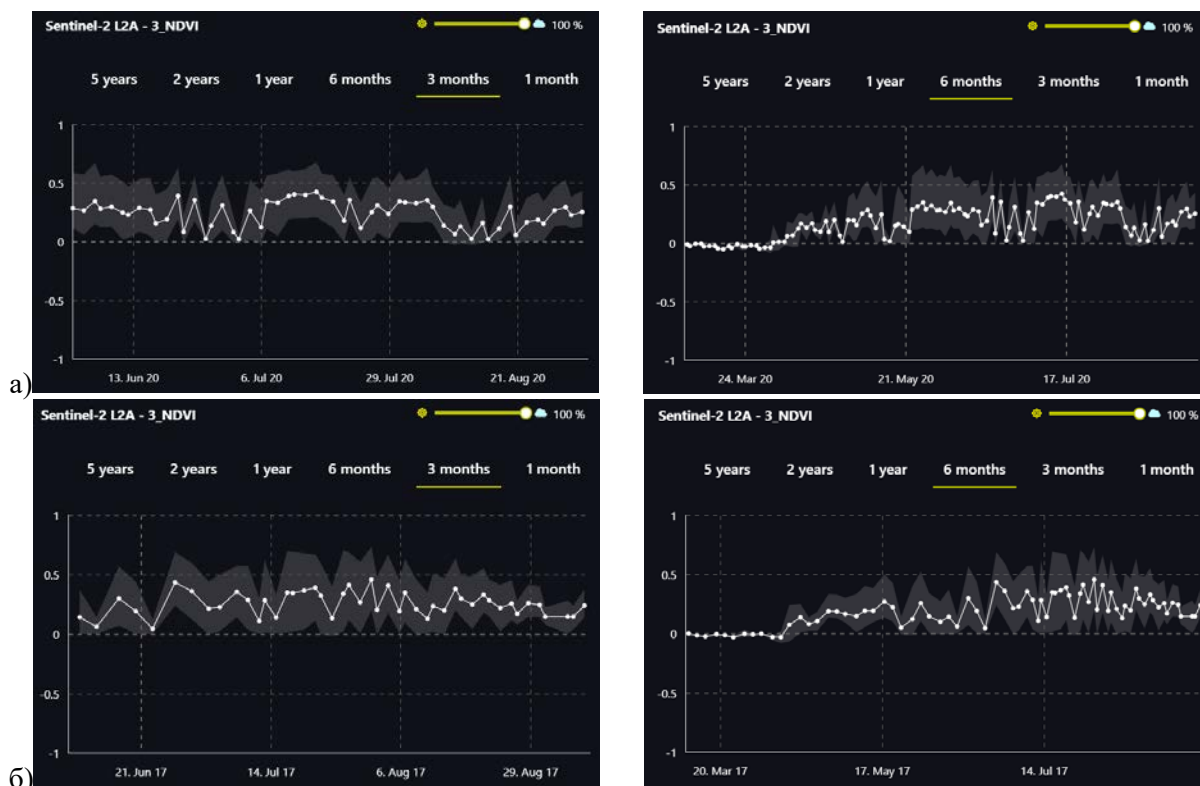 Sentinel-2 L2A - 3_NDVI 100 %
5 years 2 years 1 year 6 months 3 months 1 month
1
0.5
0
-0.5
-1
13. Jun 20 6. Jul 20 29. Jul 20 21. Aug 20
Sentinel-2 L2A - 3_NDVI 100 %
5 years 2 years 1 year 6 months 3 months 1 month
1
0.5
0
-0.5
-1
24. Mar 20 21. May 20 17. Jul 20
а)
Sentinel-2 L2A - 3_NDVI 100 %
5 years 2 years 1 year 6 months 3 months 1 month
1
0.5
0
-0.5
-1
21. Jun 17 14. Jul 17 6. Aug 17 29. Aug 17
Sentinel-2 L2A - 3_NDVI 100 %
5 years 2 years 1 year 6 months 3 months 1 month
1
0.5
0
-0.5
-1
20. Mar 17 17. May 17 14. Jul 17
б)